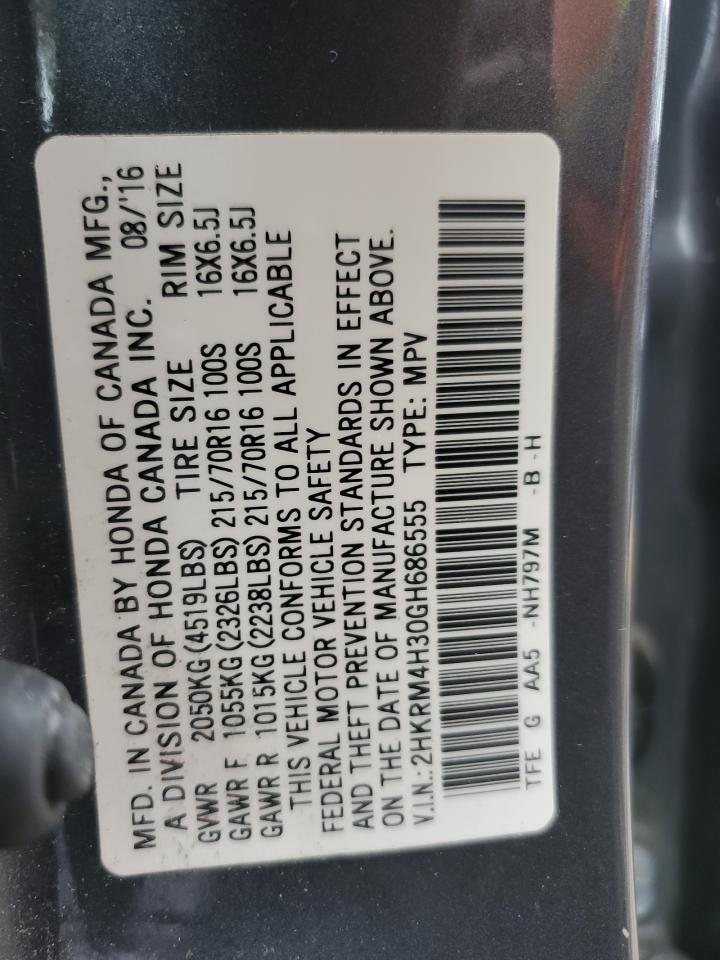 MFD. IN CANADA BY HONDA OF CANADA MFG.,
A DIVISION OF HONDA CANADA INC. 08/'16
GVWR 2050KG(4519LBS) TIRE SIZE RIM SIZE
GAWR F 1055KG(2326LBS)215/70R16 100S 16X6.5J
GAWR R 1015KG(2238LBS)215/70R16 100S 16X6.5J
THIS VEHICLE CONFORMS TO ALL APPLICABLE
FEDERAL MOTOR VEHICLE SAFETY
AND THEFT PREVENTION STANDARDS IN EFFECT
ON THE DATE OF MANUFACTURE SHOWN ABOVE.
V.I.N.:2HKRM4H30GH686555 TYPE: MPV
TFE G AA5 -NH797M -B -H